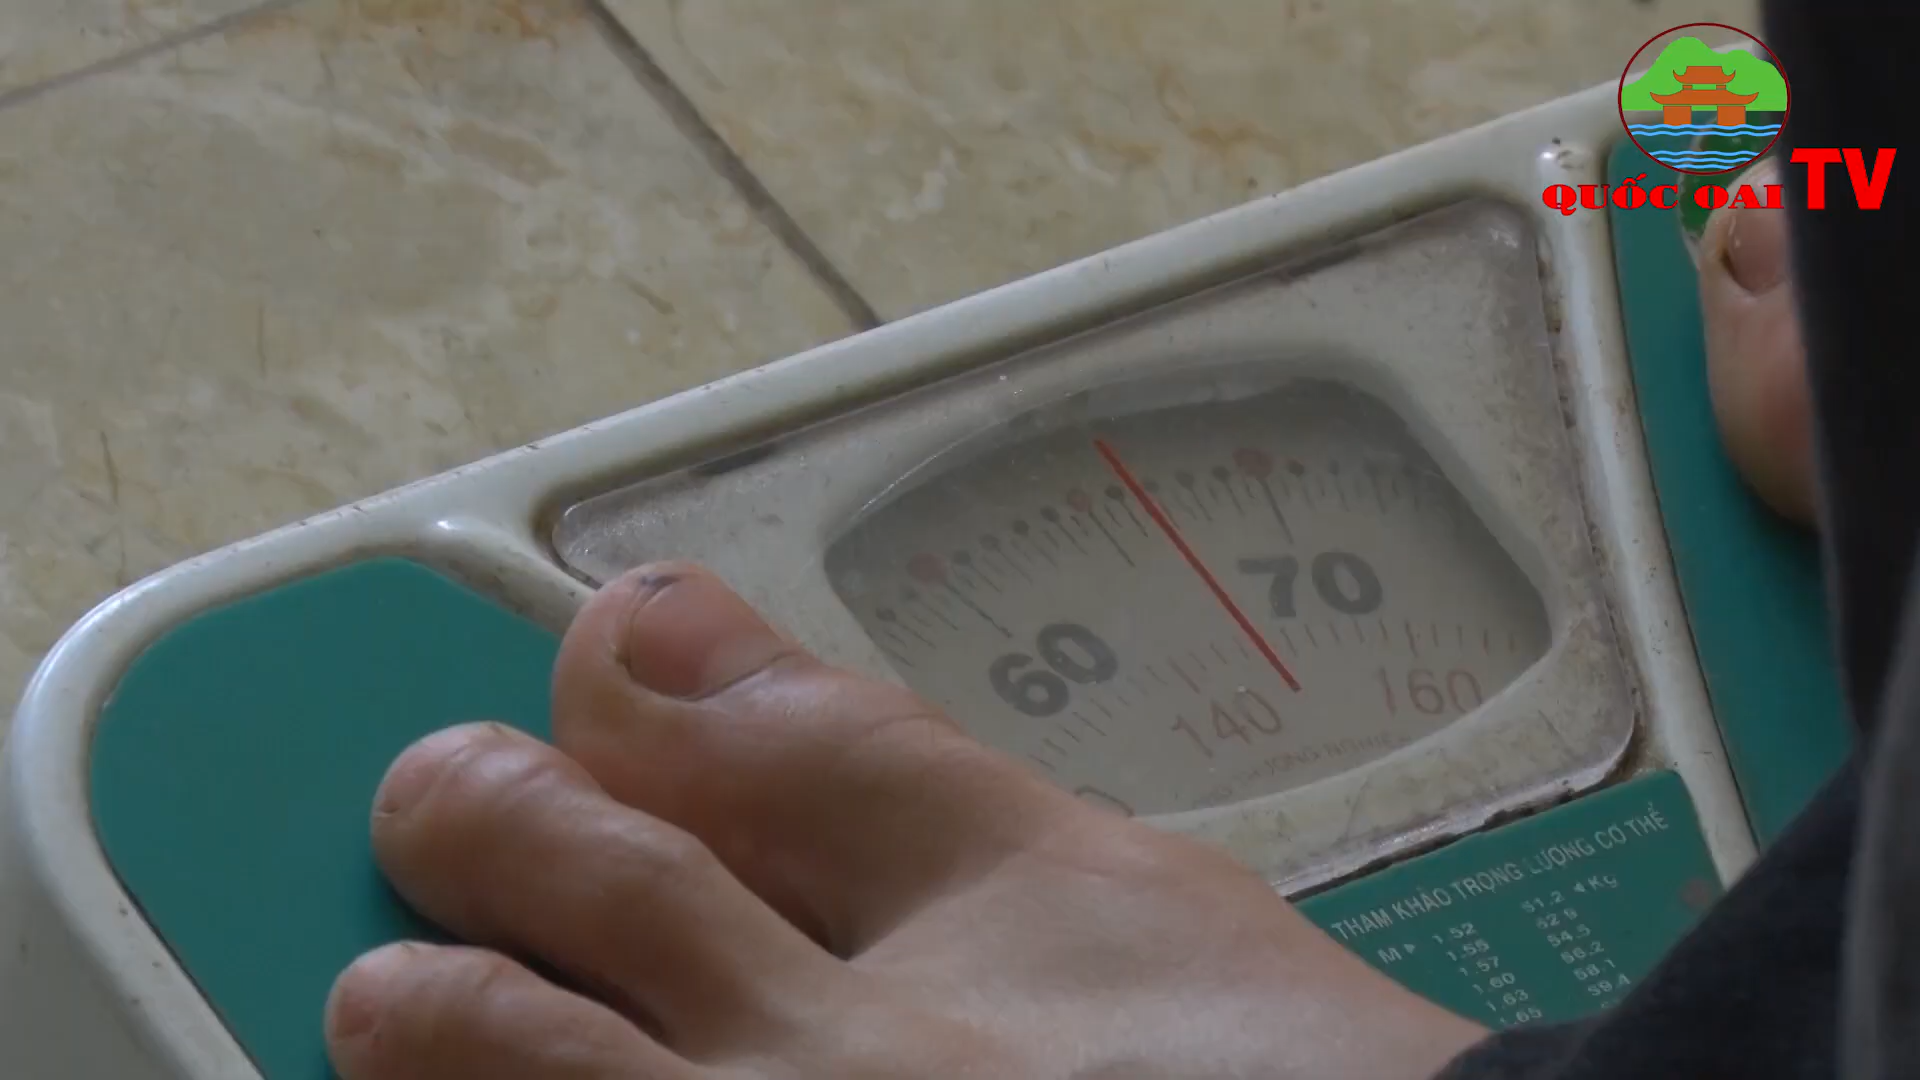 QUỐC OAI TV
70
60
140 160
THAM KHẢO TRỌNG LƯỢNG CƠ THỂ
M 1.52 51.2 Kg
1.55 52.9
1.57 54.5
1.60 56.2
1.63 58.1
1.65 59.4